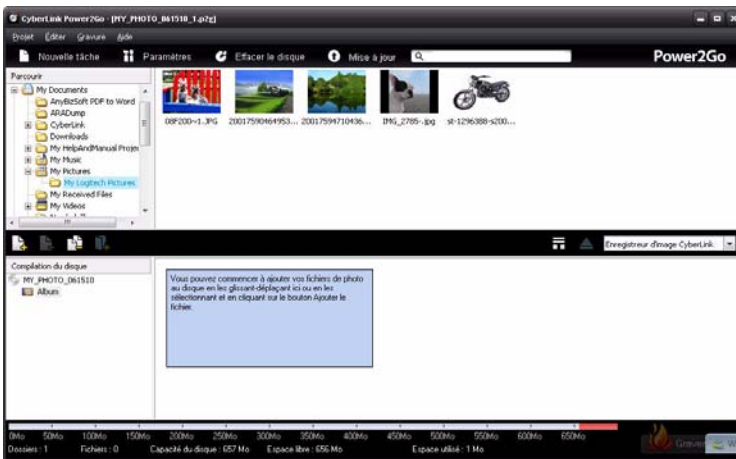 CyberLink Power2Go - [MY_PHOTO_061510_1.p2g]
Projet Éditer Gravure Aide
Nouvelle tâche Paramètres Effacer le disque Mise à jour Power2Go
Parcourir
My Documents
AnyBizSoft PDF to Word
ARADump
CyberLink
Downloads
My HelpAndManual Projec
My Music
My Pictures
My Logitech Pictures
My Received Files
My Videos
08F200~1.JPG 20017590464953... 20017594710436... IMG_2785-.jpg st-1296388-s200...
Enregistreur d'image CyberLink
Compilation du disque
MY_PHOTO_061510
Album
Vous pouvez commencer à ajouter vos fichiers de photo
au disque en les glissant-déplaçant ici ou en les
sélectionnant et en cliquant sur le bouton Ajouter le
fichier.
0Mo 50Mo 100Mo 150Mo 200Mo 250Mo 300Mo 350Mo 400Mo 450Mo 500Mo 550Mo 600Mo 650Mo
Dossiers : 1 Fichiers : 0 Capacité du disque : 657 Mo Espace libre : 656 Mo Espace utilisé : 1 Mo
Graver